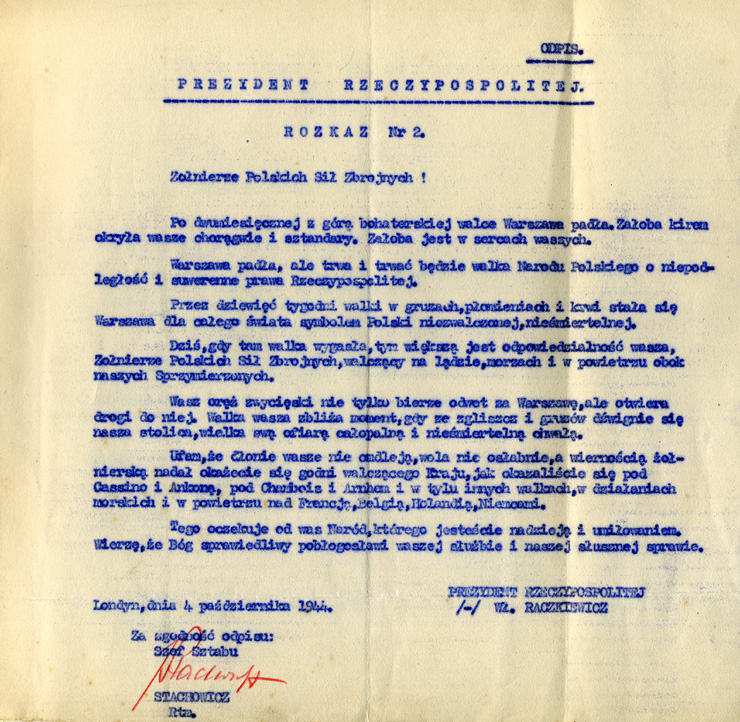 ODPIS.
PREZYDENT RZECZYPOSPOLITEJ.
ROZKAZ Nr 2.
Żołnierze Polskich Sił Zbrojnych !
Po dwumiesięcznej z górą bohaterskiej walce Warszawa padła.Żałoba kirem
okryła wasze chorągwie i sztandary. Żałoba jest w sercach waszych.
Warszawa padła, ale trwa i trwać będzie walka Narodu Polskiego o niepod-
ległość i suwerenne prawa Rzeczypospolitej.
Przez dziewięć tygodni walki w gruzach,płomieniach i krwi stała się
Warszawa dla całego świata symbolem Polski niezwalczonej,nieśmiertelnej.
Dziś,gdy tam walka wygasła,tym większą jest odpowiedzialność wasza,
Żołnierze Polskich Sił Zbrojnych,walczący na lądzie,morzach i w powietrzu obok
naszych Sprzymierzonych.
Wasz oręż zwycięski nie tylko bierze odwet za Warszawę,ale otwiera
drogi do niej. Walka wasza zbliża moment,gdy ze zgliszcz i gruzów dźwignie się
nasza stolica,wielka swą ofiarą całopalną i nieśmiertelną chwałą.
Ufam,że dłonie wasze nie omdleją,wola nie osłabnie,a wiernością żoł-
nierską nadal okażecie się godni walczącego Kraju,jak okazaliście się pod
Cassino i Ankoną, pod Chambois i Arnhem i w tylu innych walkach,w działaniach
morskich i w powietrzu nad Francją,Belgią,Holandią,Niemcami.
Tego oczekuje od was Naród,którego jesteście nadzieją i umiłowaniem.
Wierzę,że Bóg sprawiedliwy pobłogosławi waszej służbie i naszej słusznej sprawie.
PREZYDENT RZECZYPOSPOLITEJ
/-/ Wł. RACZKIEWICZ
Londyn,dnia 4 października 1944.
Za zgodność odpisu:
Szef Sztabu
Stachowicz
STACHOWICZ
Rtm.